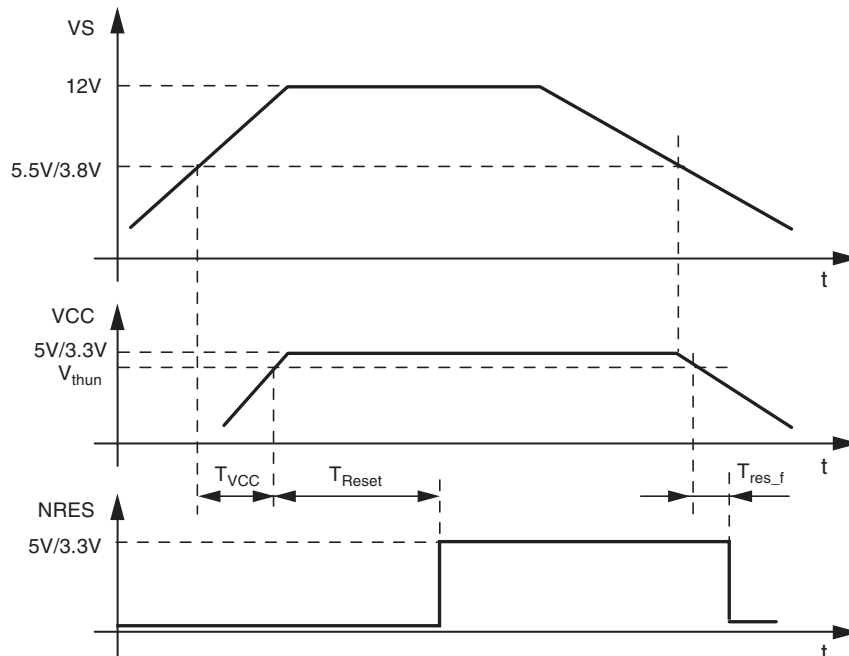 VS
12V
5.5V/3.8V
t
VCC
5V/3.3V
Vthun
t
TVCC
TReset
Tres_f
NRES
5V/3.3V
t